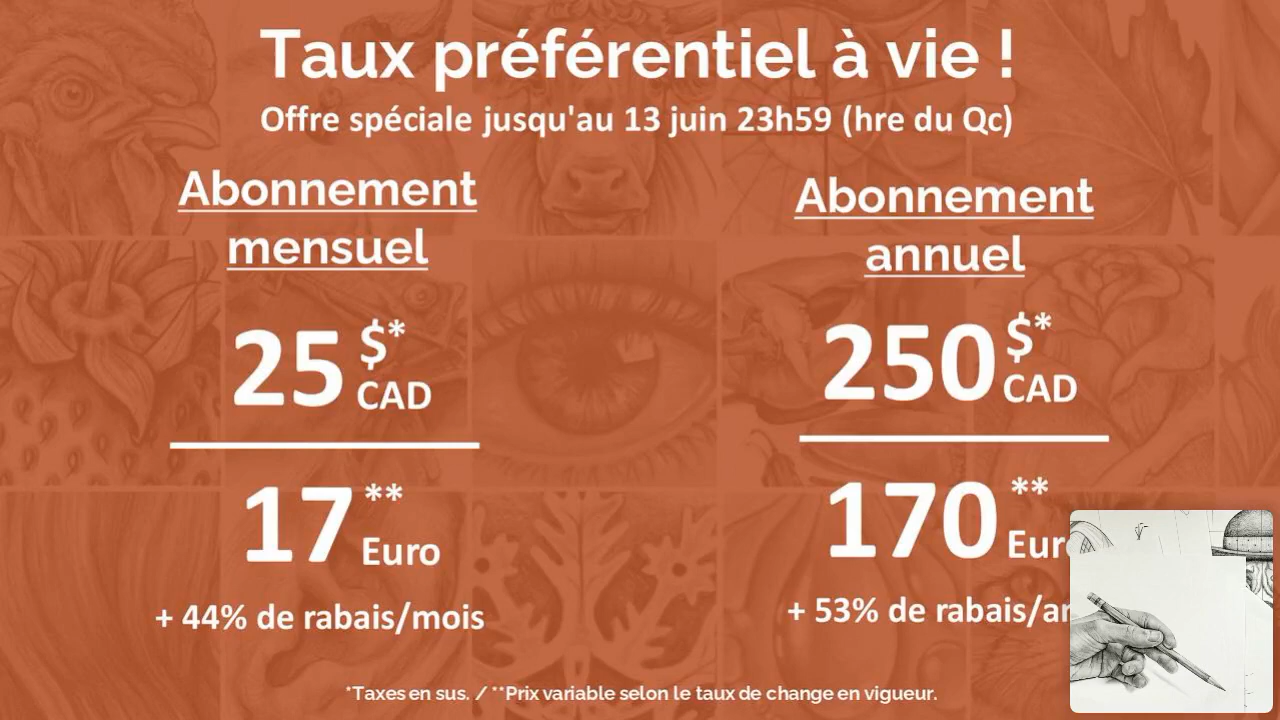 Taux préférentiel à vie !
Offre spéciale jusqu'au 13 juin 23h59 (hre du Qc)
Abonnement
mensuel
25 $*
CAD
17 **
Euro
+ 44% de rabais/mois
Abonnement
annuel
250 $*
CAD
170 **
+ 53% de
*Taxes en sus. / **Prix variable selon le taux de change en vigueur.